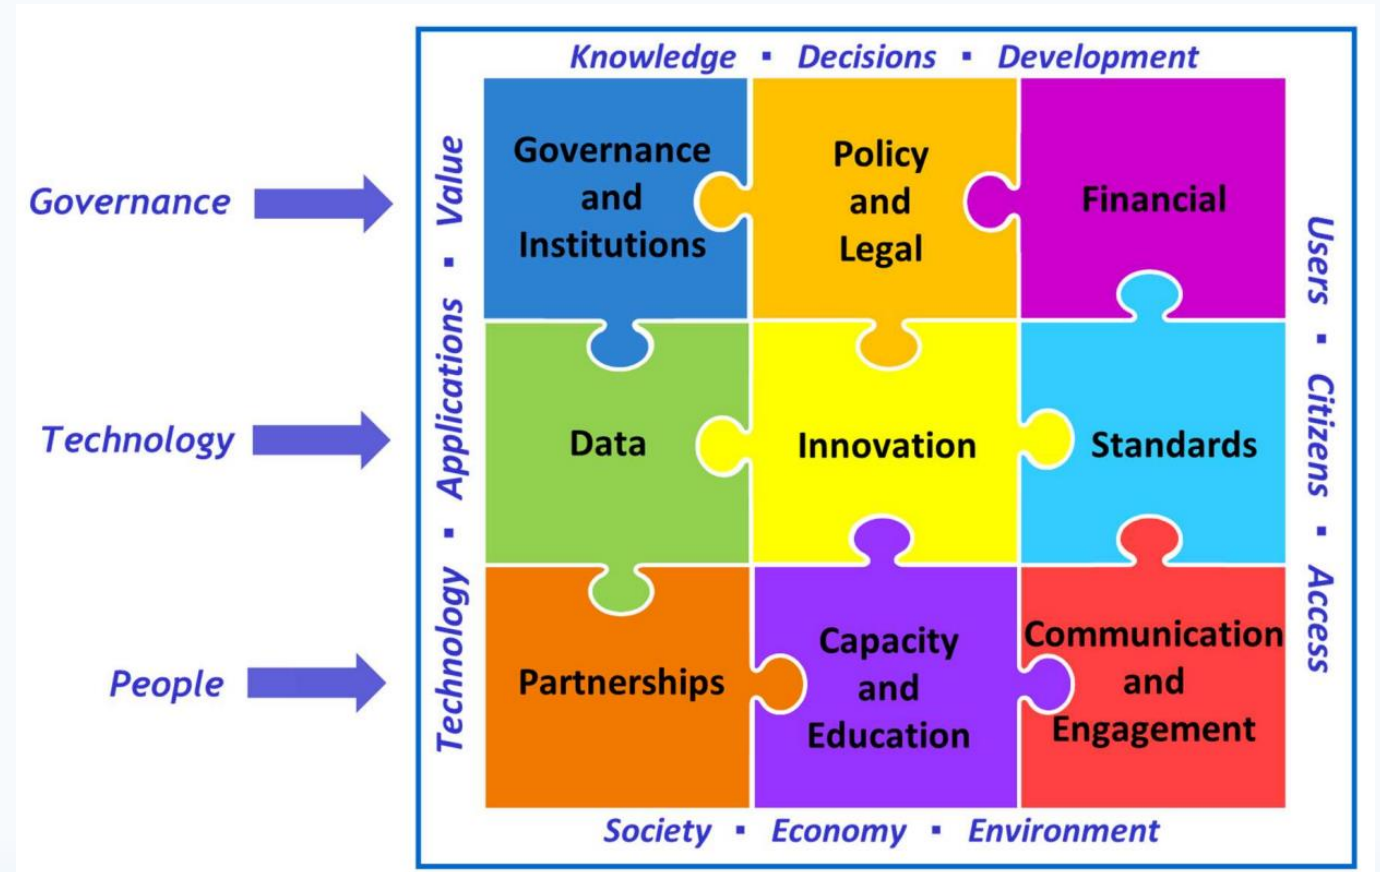 Knowledge ▪ Decisions ▪ Development
Governance
Technology
People
Technology ▪ Applications ▪ Value
Governance
and
Institutions
Policy
and
Legal
Financial
Data
Innovation
Standards
Partnerships
Capacity
and
Education
Communication
and
Engagement
Users ▪ Citizens ▪ Access
Society ▪ Economy ▪ Environment